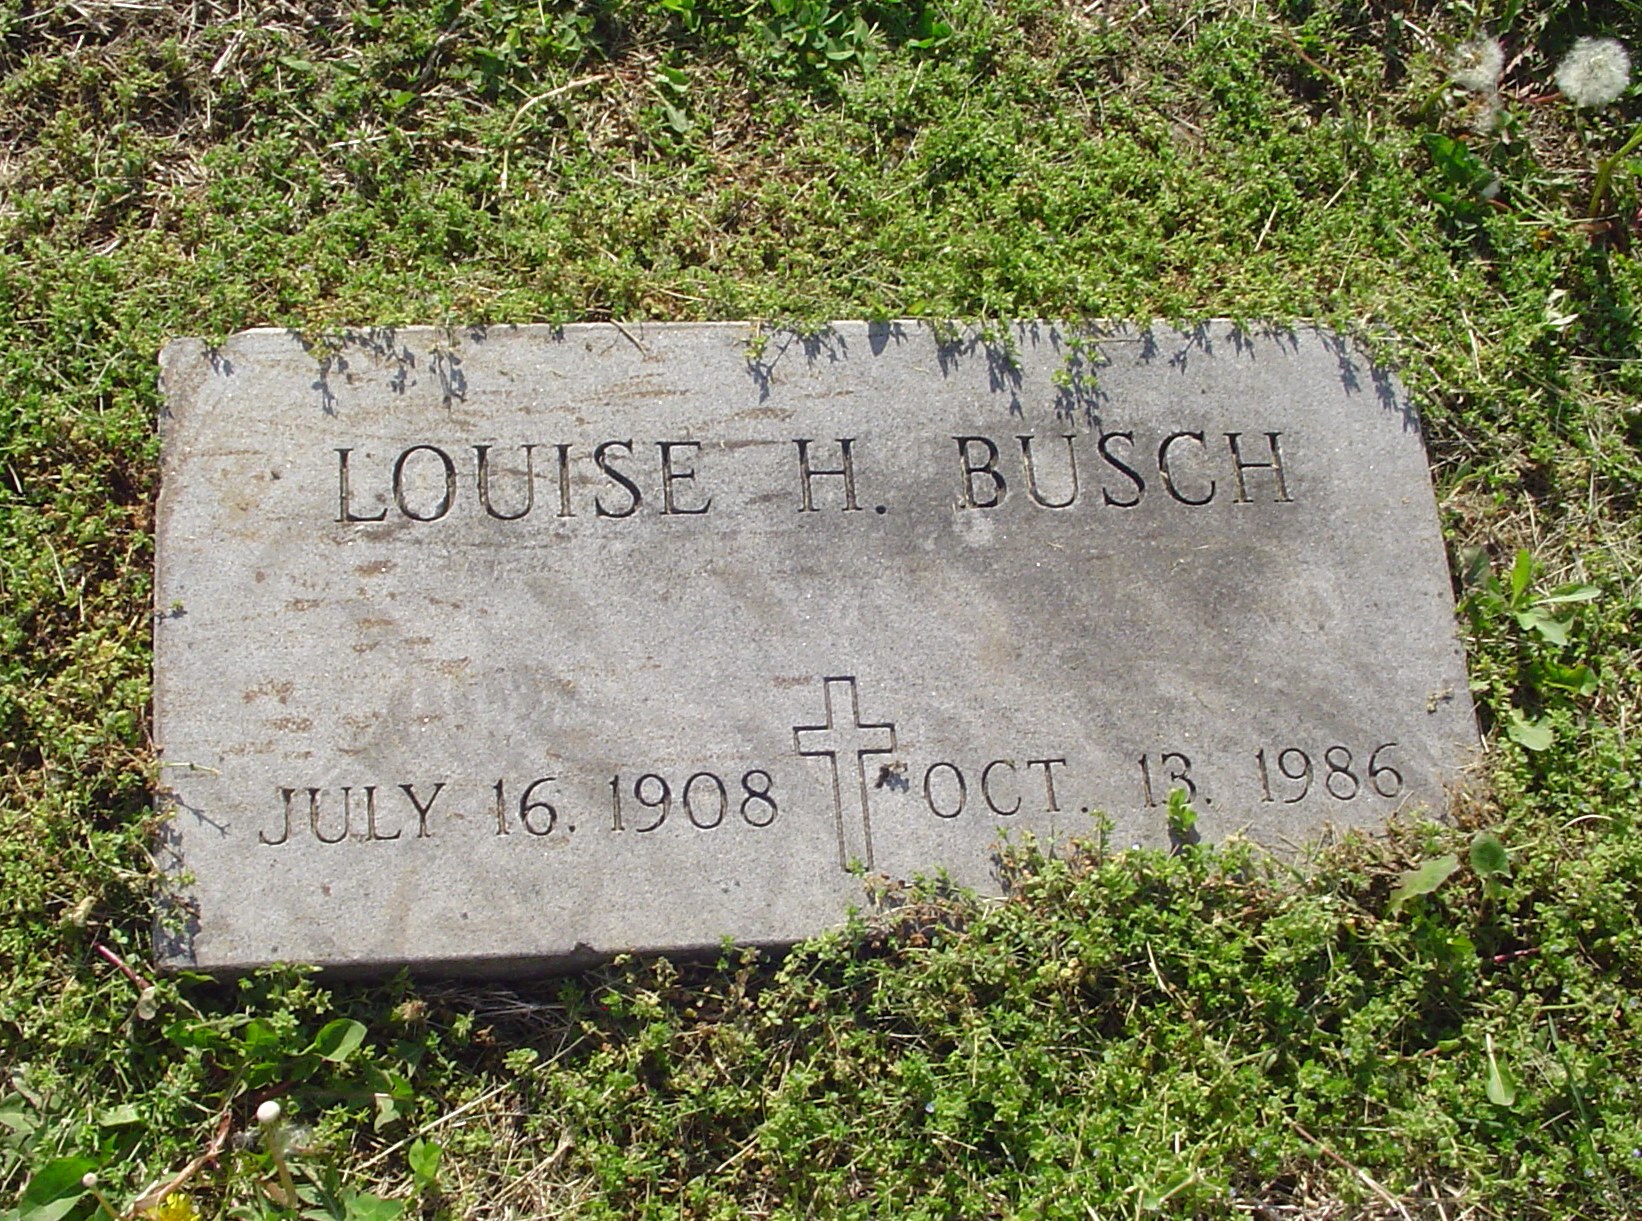 LOUISE H. BUSCH
JULY 16. 1908 OCT. 13. 1986